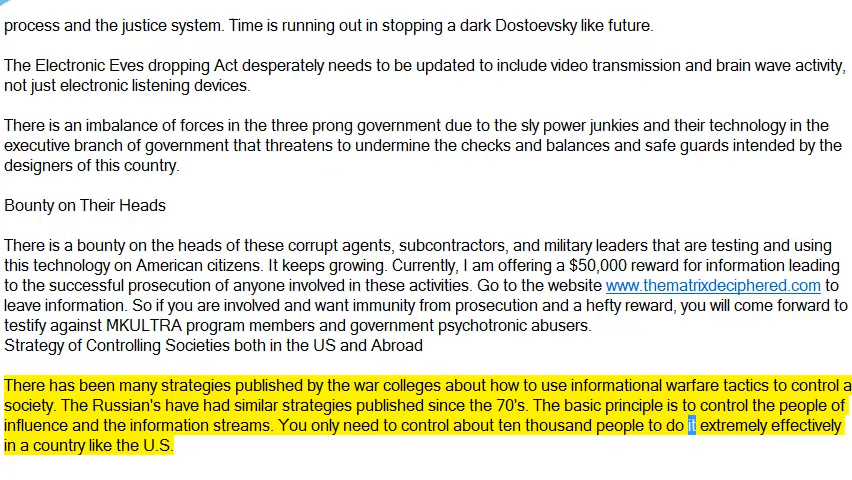 process and the justice system. Time is running out in stopping a dark Dostoevsky like future.
The Electronic Eves dropping Act desperately needs to be updated to include video transmission and brain wave activity,
not just electronic listening devices.
There is an imbalance of forces in the three prong government due to the sly power junkies and their technology in the
executive branch of government that threatens to undermine the checks and balances and safe guards intended by the
designers of this country.
Bounty on Their Heads
There is a bounty on the heads of these corrupt agents, subcontractors, and military leaders that are testing and using
this technology on American citizens. It keeps growing. Currently, I am offering a $50,000 reward for information leading
to the successful prosecution of anyone involved in these activities. Go to the website www.thematrixdeciphered.com to
leave information. So if you are involved and want immunity from prosecution and a hefty reward, you will come forward to
testify against MKULTRA program members and government psychotronic abusers.
Strategy of Controlling Societies both in the US and Abroad
There has been many strategies published by the war colleges about how to use informational warfare tactics to control a
society. The Russian's have had similar strategies published since the 70's. The basic principle is to control the people of
influence and the information streams. You only need to control about ten thousand people to do it extremely effectively
in a country like the U.S.